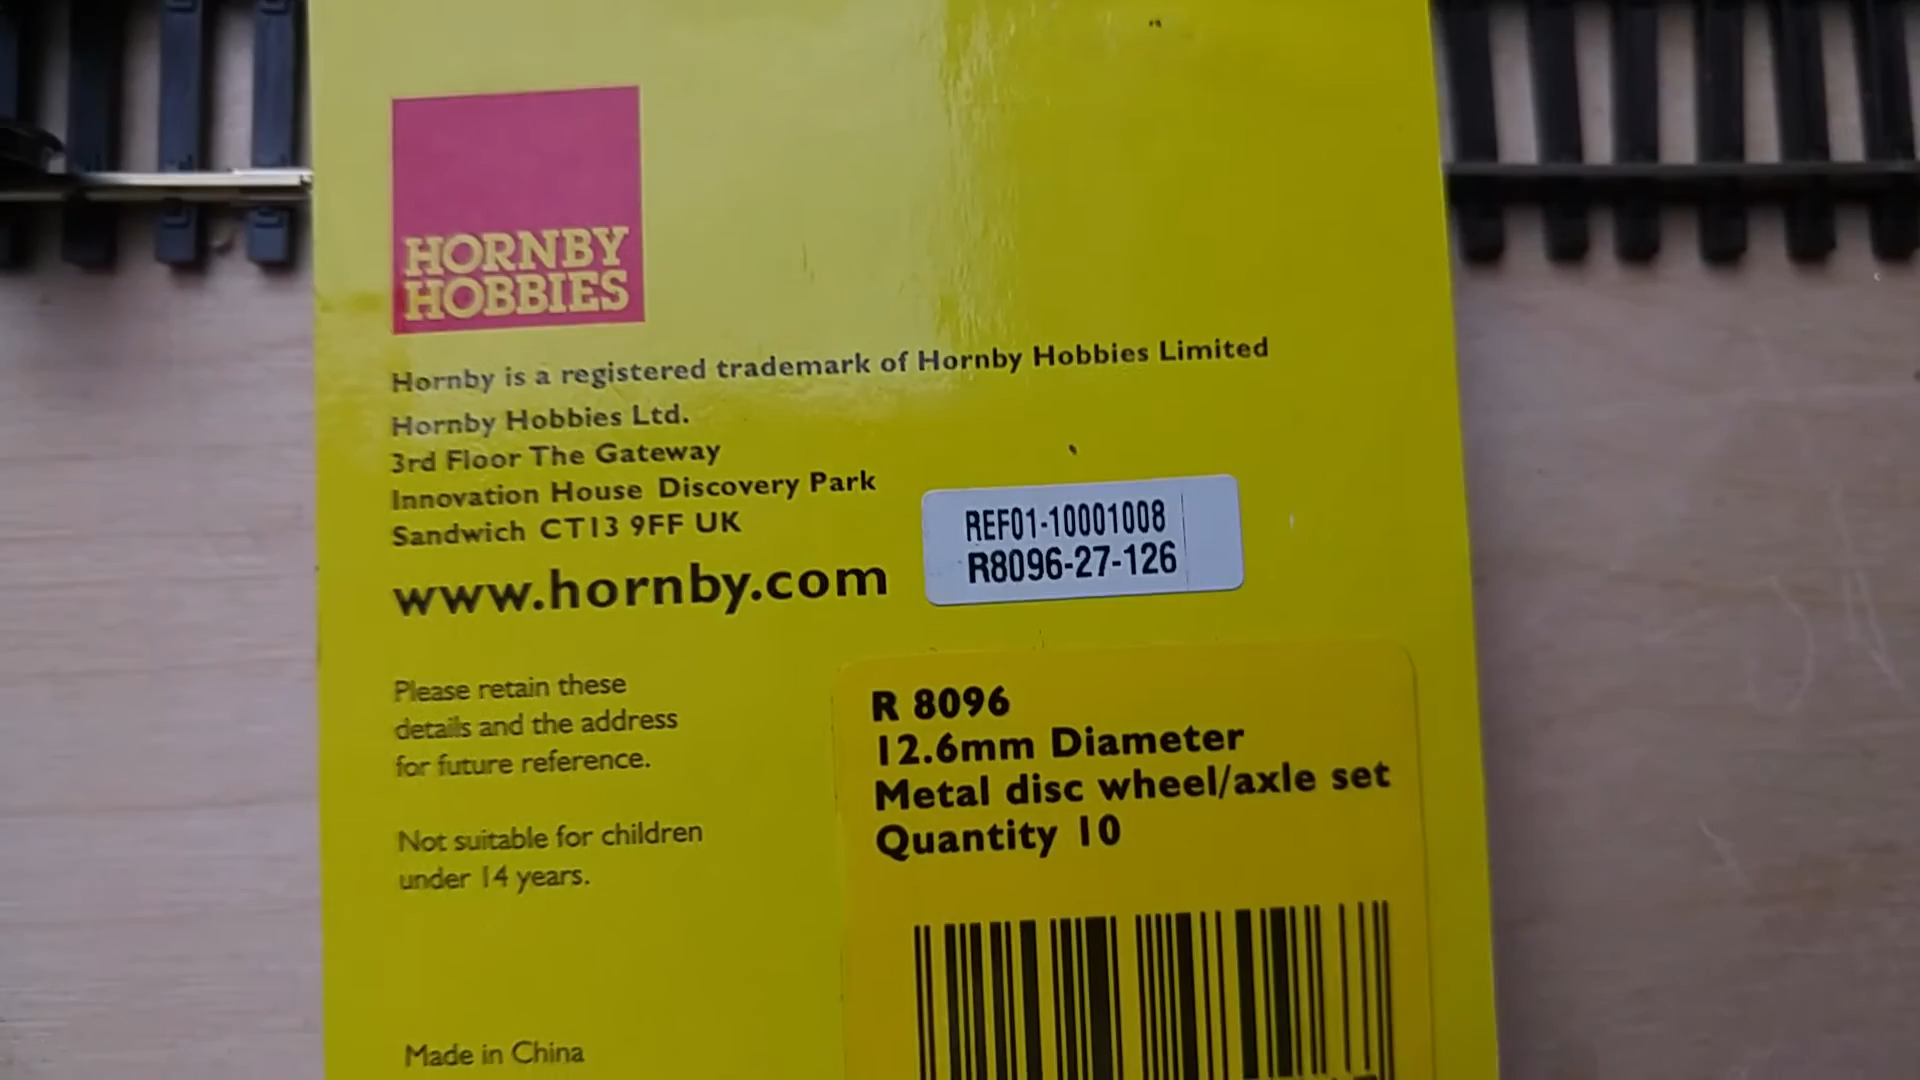 HORNBY
HOBBIES
Hornby is a registered trademark of Hornby Hobbies Limited
Hornby Hobbies Ltd.
3rd Floor The Gateway
Innovation House Discovery Park
Sandwich CT13 9FF UK
www.hornby.com
REF01-10001008
R8096-27-126
Please retain these
details and the address
for future reference.
Not suitable for children
under 14 years.
R 8096
12.6mm Diameter
Metal disc wheel/axle set
Quantity 10
Made in China